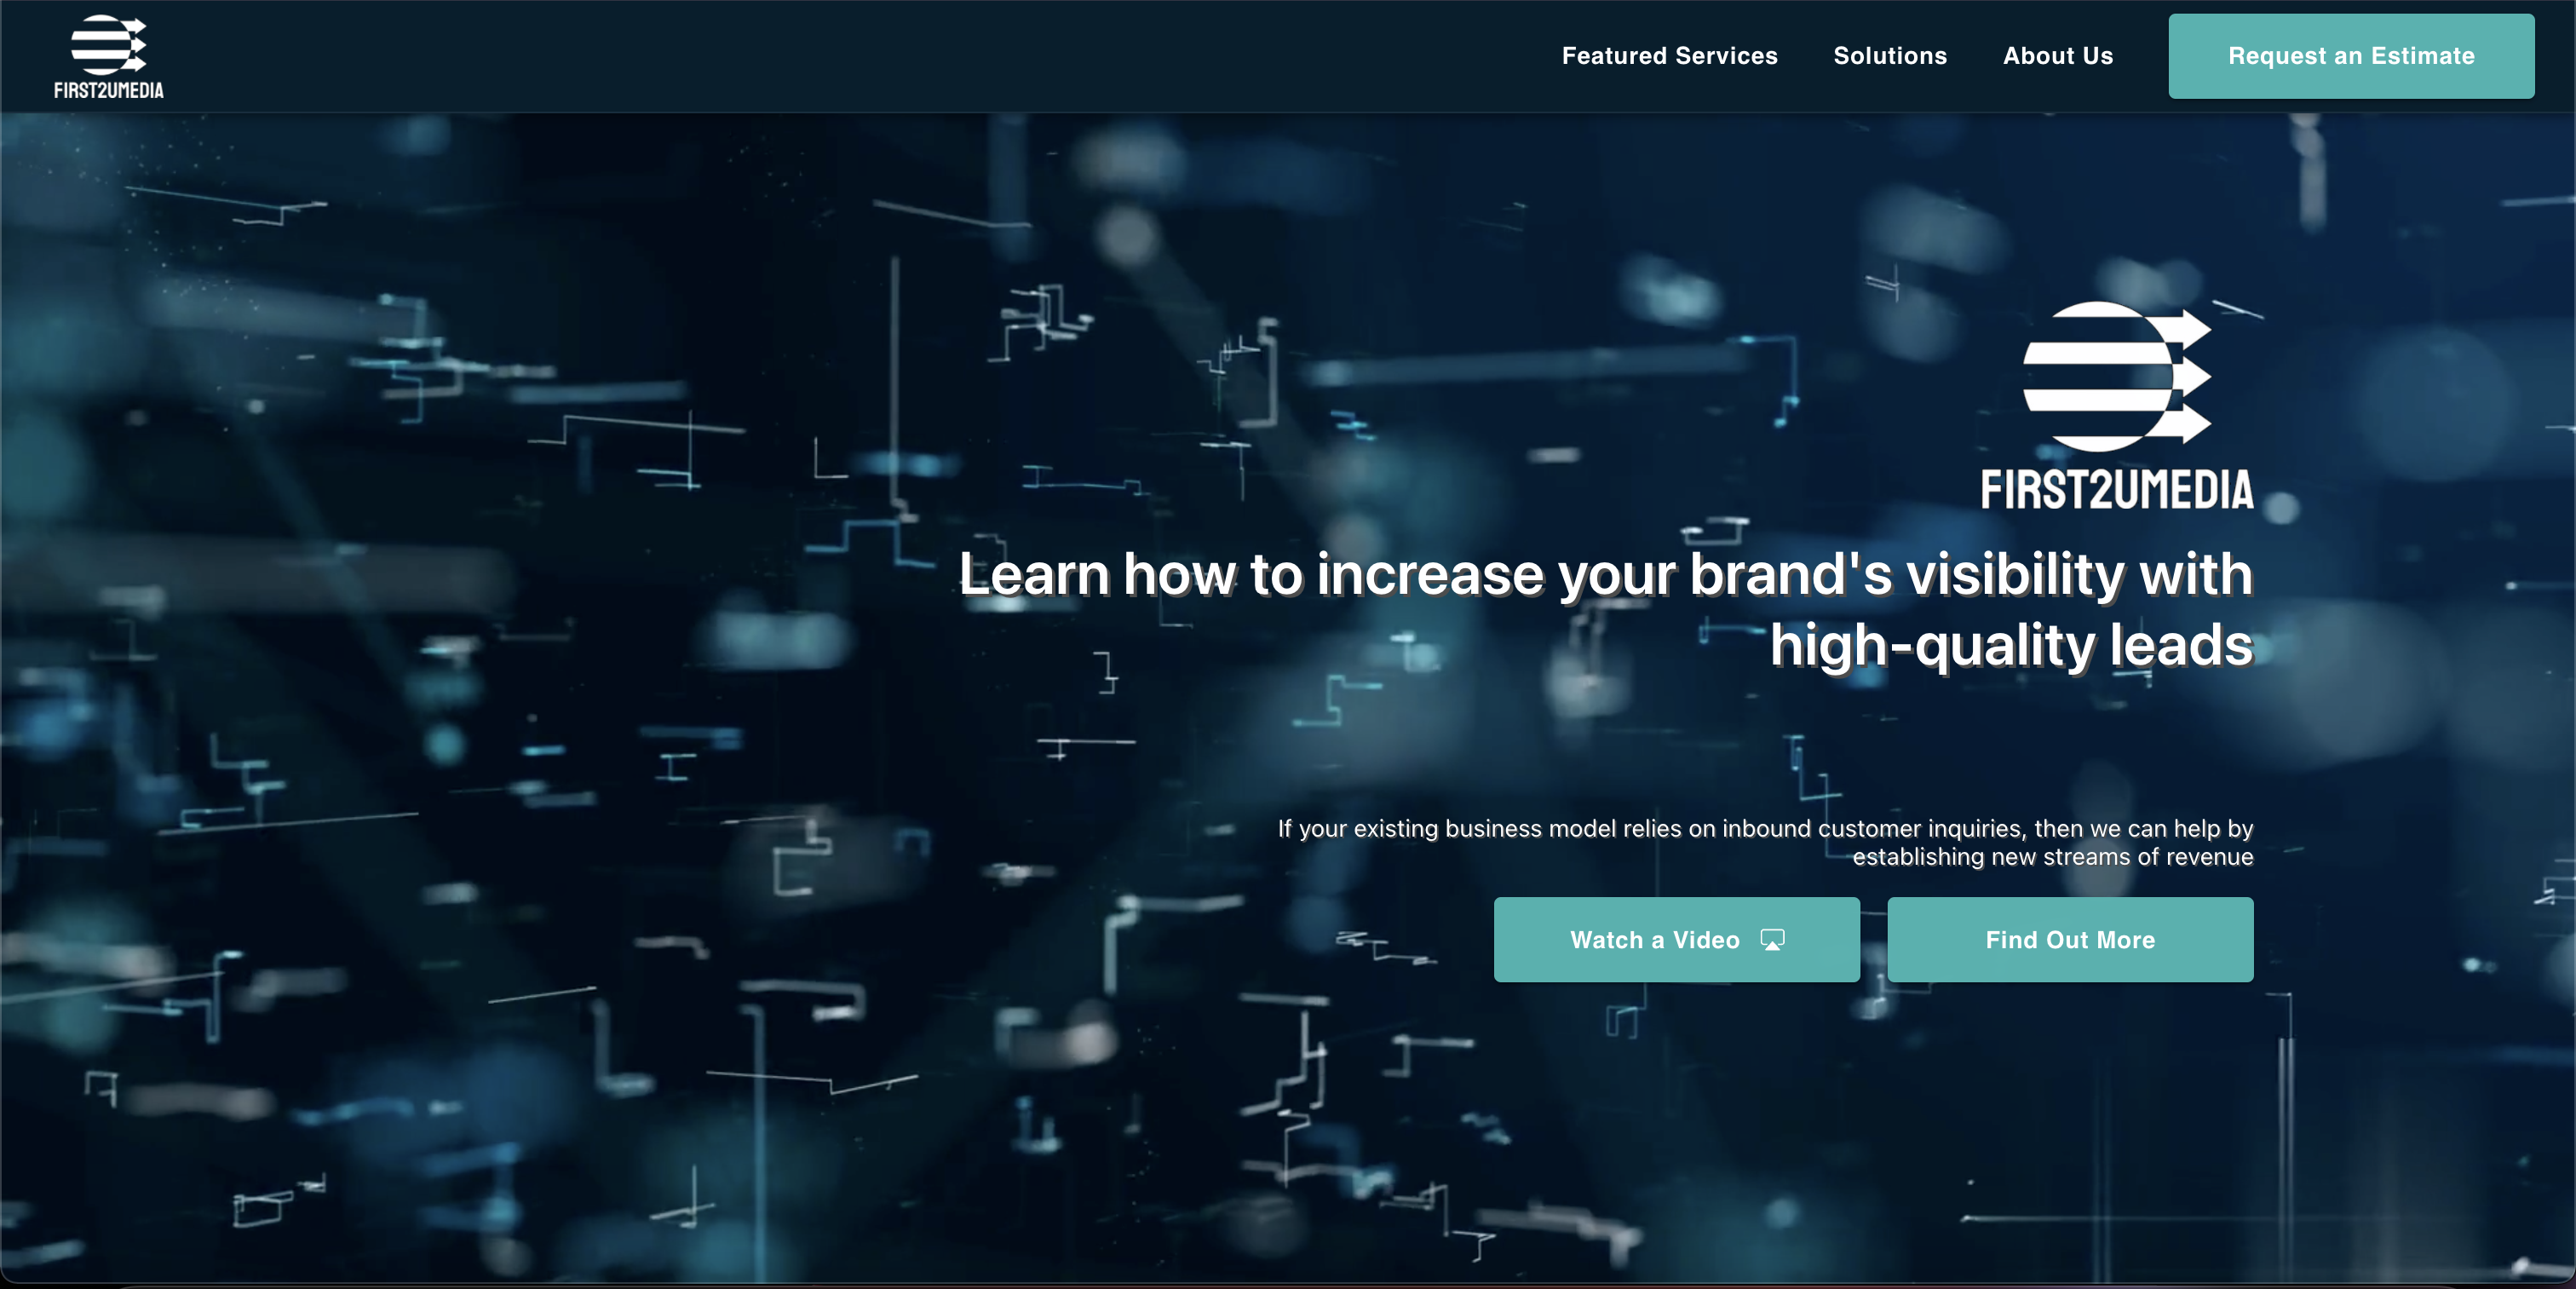 FIRST2UMEDIA
Featured Services
Solutions
About Us
Request an Estimate
FIRST2UMEDIA
Learn how to increase your brand's visibility with
high-quality leads
If your existing business model relies on inbound customer inquiries, then we can help by
establishing new streams of revenue
Watch a Video
Find Out More